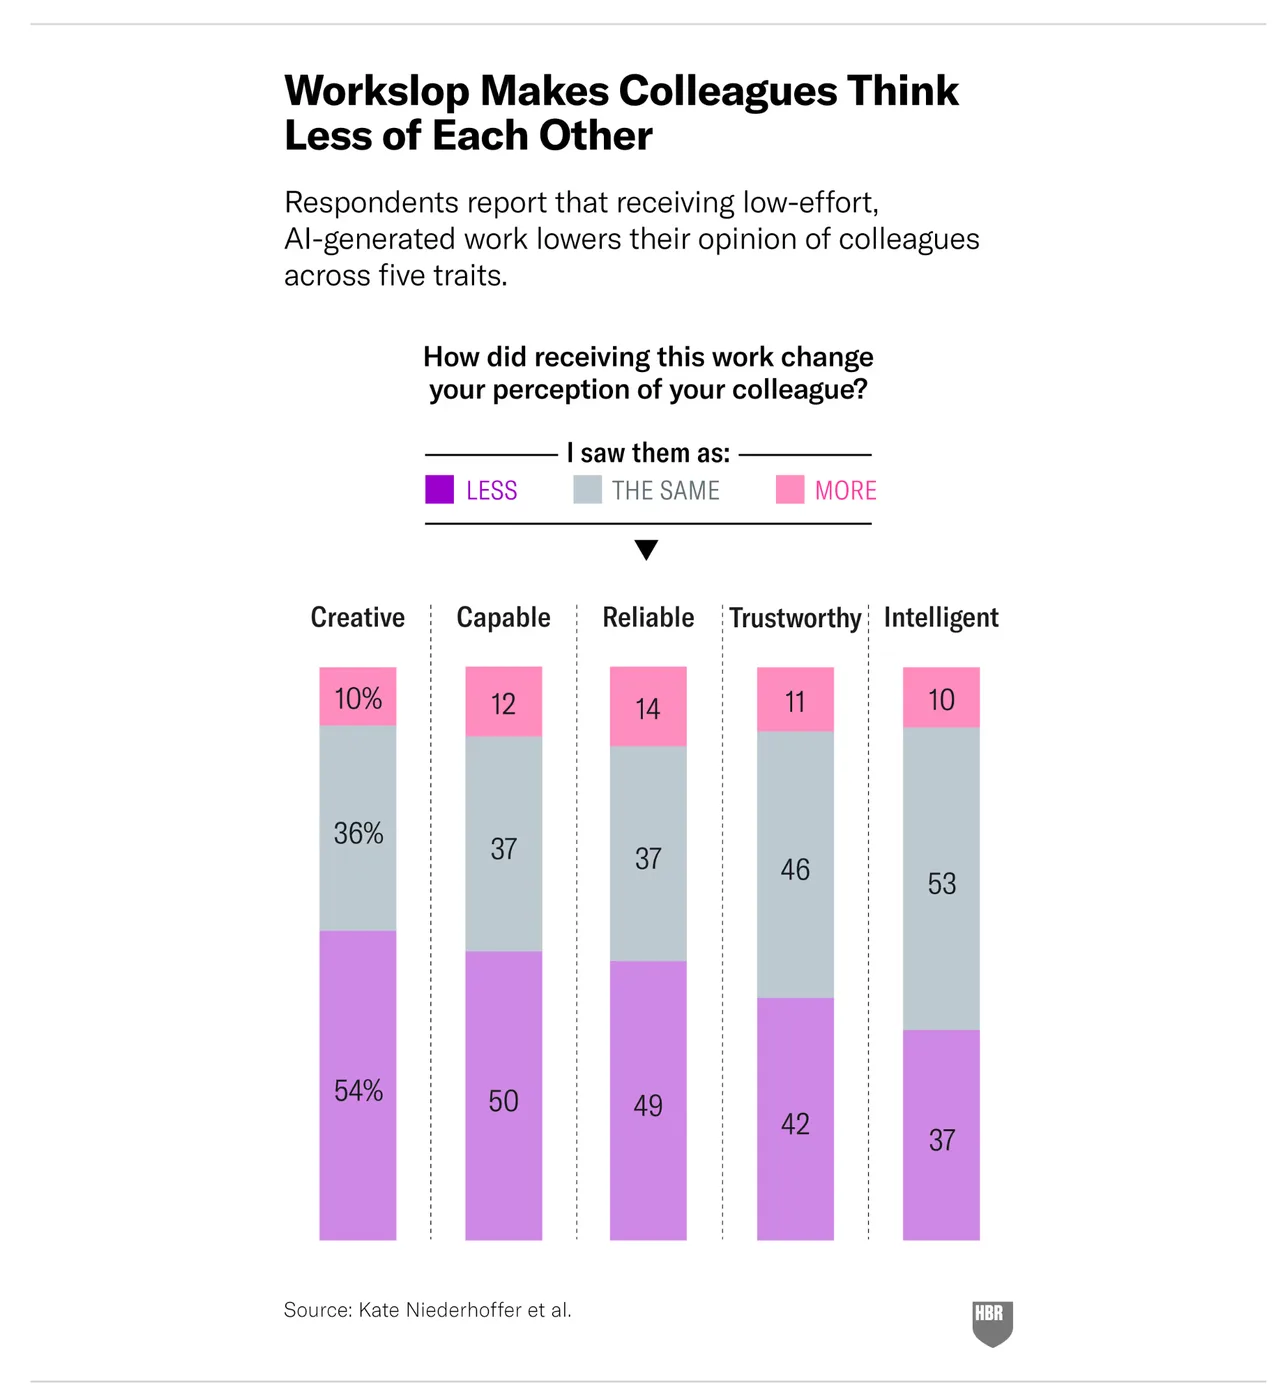 Workslop Makes Colleagues Think
Less of Each Other
Respondents report that receiving low-effort,
AI-generated work lowers their opinion of colleagues
across five traits.
How did receiving this work change
your perception of your colleague?
I saw them as:
LESS THE SAME MORE
Creative Capable Reliable Trustworthy Intelligent
10% 12 14 11 10
36% 37 37 46 53
54% 50 49 42 37
Source: Kate Niederhoffer et al.
HBR